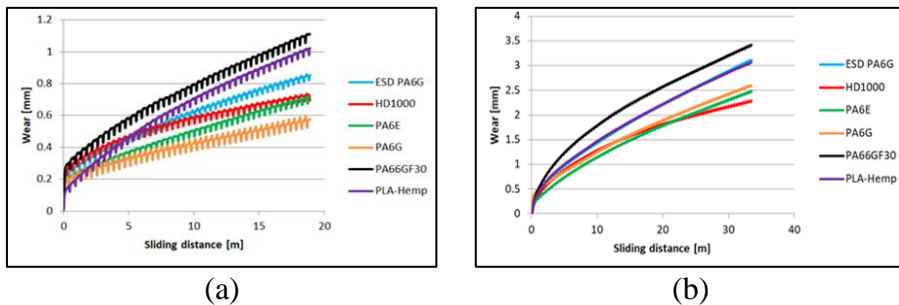 1.2
1
0.8
0.6
0.4
0.2
0
Wear [mm]
0 5 10 15 20
Sliding distance [m]
ESD PA6G
HD1000
PA6E
PA6G
PA66GF30
PLA-Hemp
(a)
4
3.5
3
2.5
2
1.5
1
0.5
0
Wear [mm]
0 10 20 30 40
Sliding distance [m]
ESD PA6G
HD1000
PA6E
PA6G
PA66GF30
PLA-Hemp
(b)